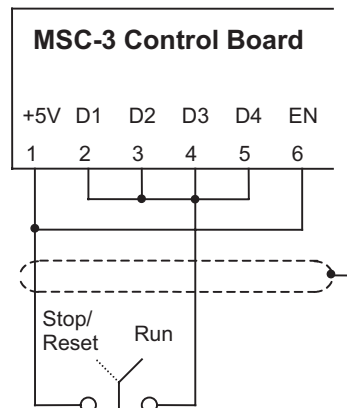 MSC-3 Control Board
+5V D1 D2 D3 D4 EN
1 2 3 4 5 6
Stop/
Reset
Run